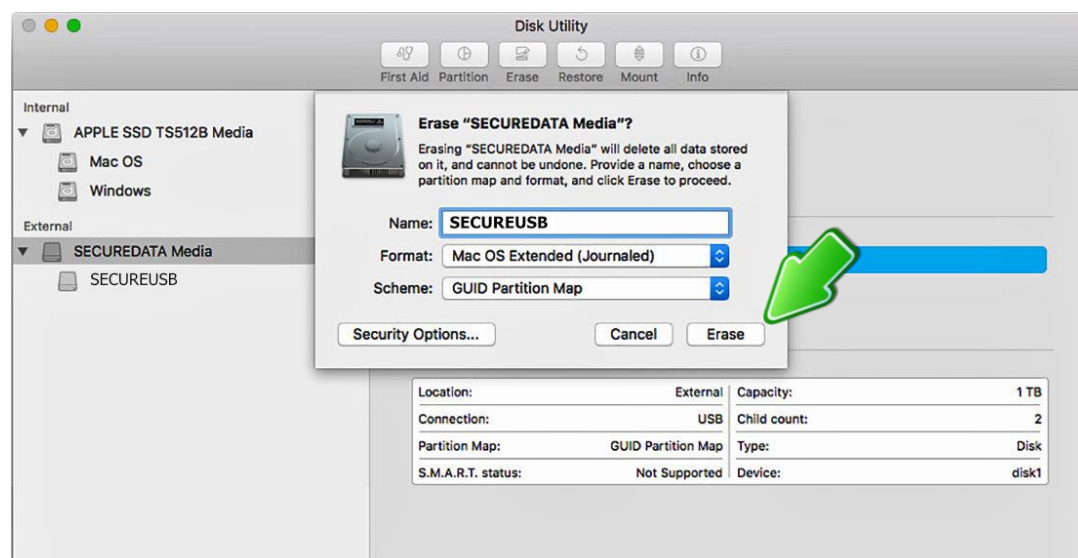 Disk Utility
First Aid Partition Erase Restore Mount Info
Internal
APPLE SSD TS512B Media
Mac OS
Windows
External
SECUREDATA Media
SECUREUSB
Erase “SECUREDATA Media”?
Erasing “SECUREDATA Media” will delete all data stored
on it, and cannot be undone. Provide a name, choose a
partition map and format, and click Erase to proceed.
Name: SECUREUSB
Format: Mac OS Extended (Journaled)
Scheme: GUID Partition Map
Security Options... Cancel Erase
Location: External Capacity: 1 TB
Connection: USB Child count: 2
Partition Map: GUID Partition Map Type: Disk
S.M.A.R.T. status: Not Supported Device: disk1